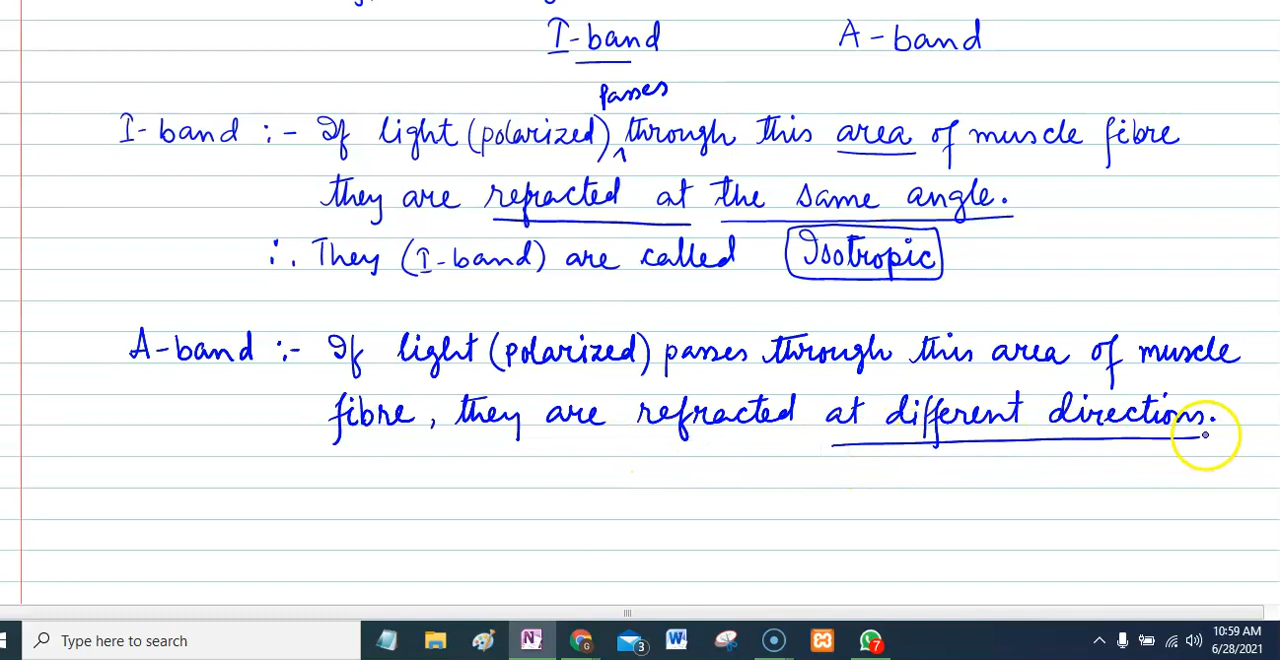 I-band A-band
passes
I-band :- If light (polarized) ^ through this area of muscle fibre
they are refracted at the same angle.
∴ They (I-band) are called Isotropic
A-band :- If light (polarized) passes through this area of muscle
fibre, they are refracted at different directions.
Type here to search
3
7
10:59 AM
6/28/2021